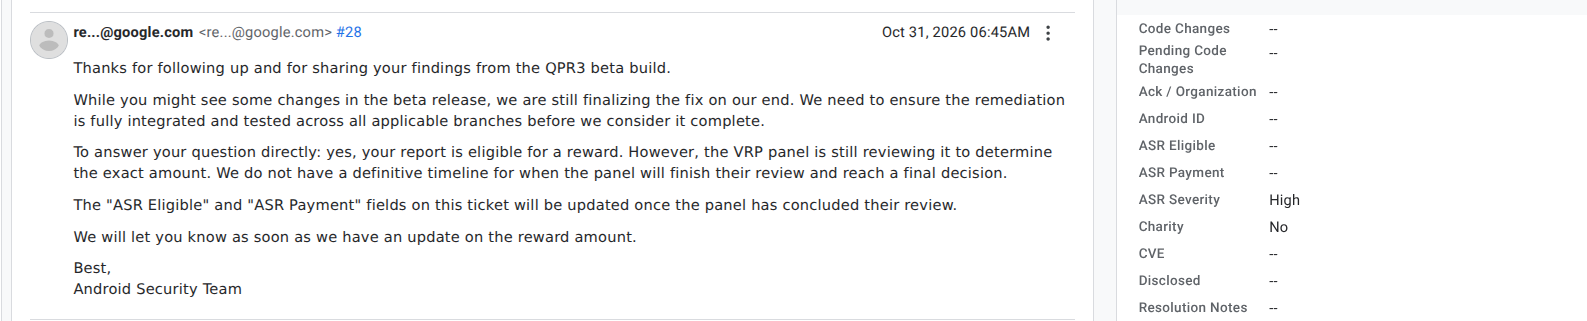 re...@google.com <re...@google.com> #28
Oct 31, 2026 06:45AM
Thanks for following up and for sharing your findings from the QPR3 beta build.
While you might see some changes in the beta release, we are still finalizing the fix on our end. We need to ensure the remediation
is fully integrated and tested across all applicable branches before we consider it complete.
To answer your question directly: yes, your report is eligible for a reward. However, the VRP panel is still reviewing it to determine
the exact amount. We do not have a definitive timeline for when the panel will finish their review and reach a final decision.
The "ASR Eligible" and "ASR Payment" fields on this ticket will be updated once the panel has concluded their review.
We will let you know as soon as we have an update on the reward amount.
Best,
Android Security Team
Code Changes --
Pending Code --
Changes
Ack / Organization --
Android ID --
ASR Eligible --
ASR Payment --
ASR Severity High
Charity No
CVE --
Disclosed --
Resolution Notes --